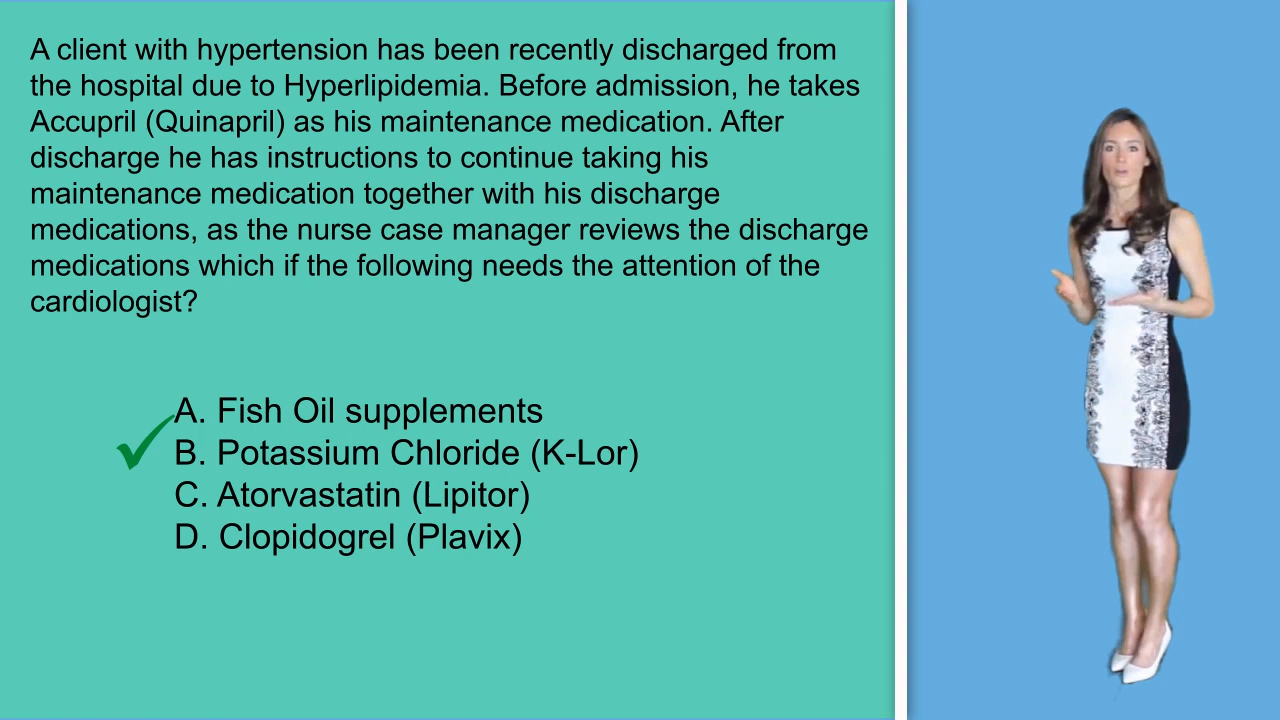 A client with hypertension has been recently discharged from
the hospital due to Hyperlipidemia. Before admission, he takes
Accupril (Quinapril) as his maintenance medication. After
discharge he has instructions to continue taking his
maintenance medication together with his discharge
medications, as the nurse case manager reviews the discharge
medications which if the following needs the attention of the
cardiologist?
A. Fish Oil supplements
B. Potassium Chloride (K-Lor)
C. Atorvastatin (Lipitor)
D. Clopidogrel (Plavix)